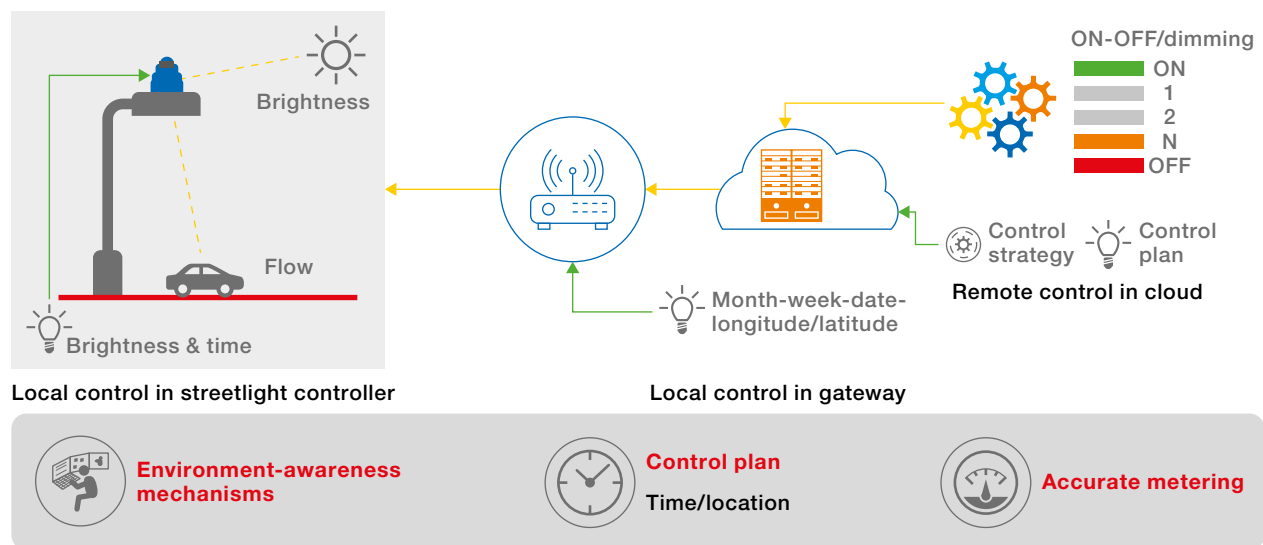 ON-OFF/dimming
ON
1
2
N
OFF
Brightness
Flow
Brightness & time
Month-week-date-
longitude/latitude
Control
strategy
Control
plan
Remote control in cloud
Local control in streetlight controller
Local control in gateway
Environment-awareness
mechanisms
Control plan
Time/location
Accurate metering